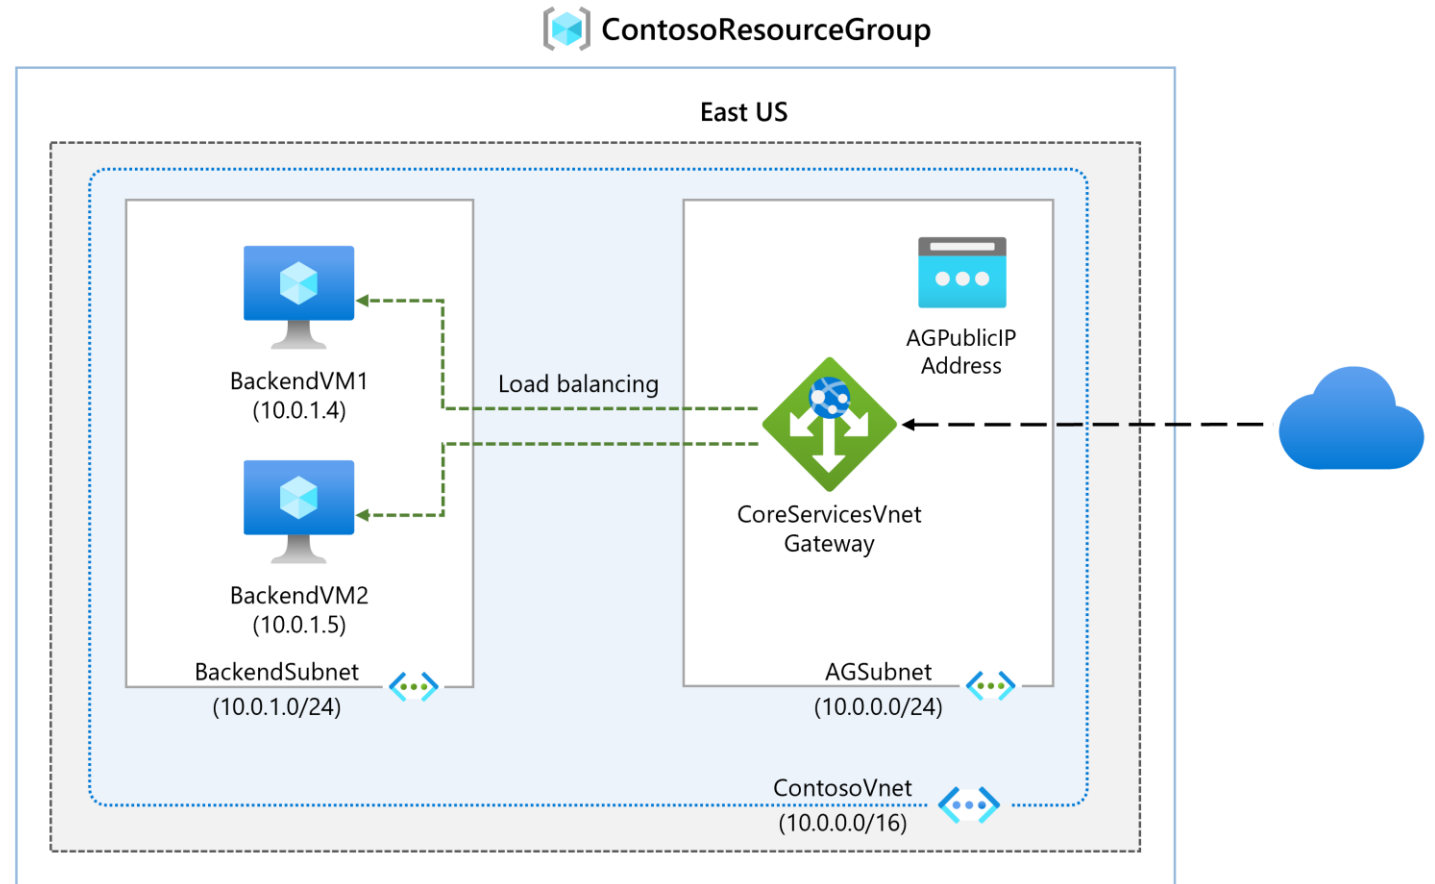 ContosoResourceGroup
East US
BackendVM1
(10.0.1.4)
BackendVM2
(10.0.1.5)
BackendSubnet
(10.0.1.0/24)
Load balancing
AGPublicIP
Address
CoreServicesVnet
Gateway
AGSubnet
(10.0.0.0/24)
ContosoVnet
(10.0.0.0/16)